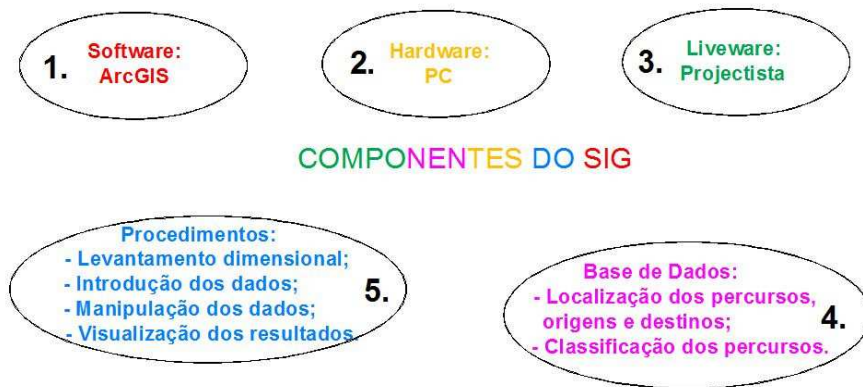 1. Software:
ArcGIS
2. Hardware:
PC
3. Liveware:
Projectista
COMPONENTES DO SIG
Procedimentos:
- Levantamento dimensional;
- Introdução dos dados;
- Manipulação dos dados;
- Visualização dos resultados.
5.
Base de Dados:
- Localização dos percursos,
origens e destinos;
- Classificação dos percursos.
4.